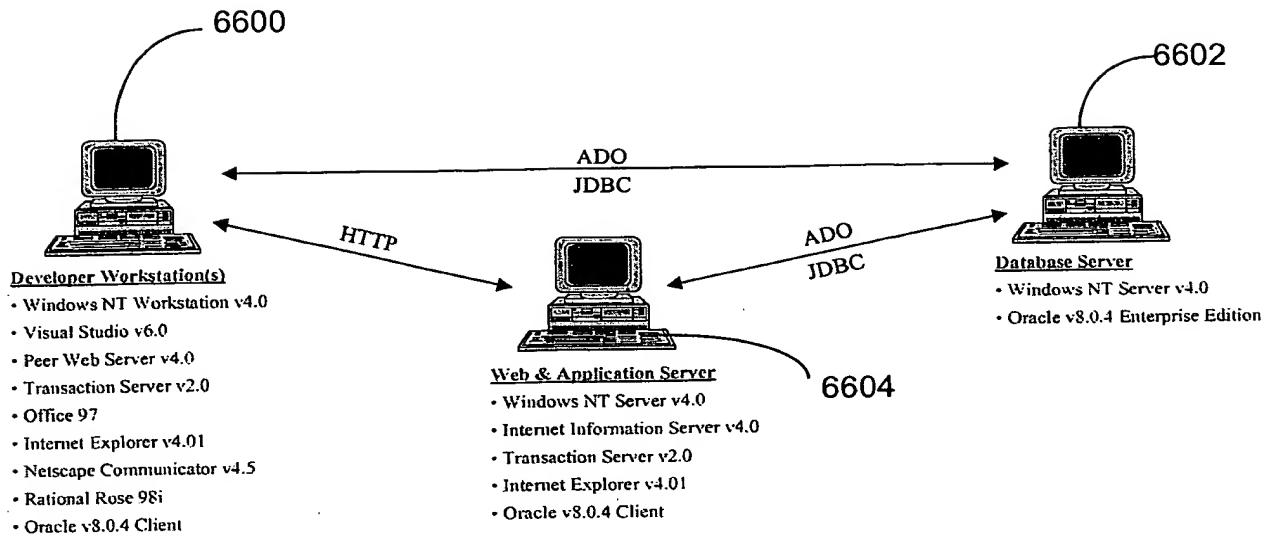 6600
6602
ADO
JDBC
HTTP
ADO
JDBC
Developer Workstation(s)
• Windows NT Workstation v4.0
• Visual Studio v6.0
• Peer Web Server v4.0
• Transaction Server v2.0
• Office 97
• Internet Explorer v4.01
• Netscape Communicator v4.5
• Rational Rose 98i
• Oracle v8.0.4 Client
Web & Application Server
• Windows NT Server v4.0
• Internet Information Server v4.0
• Transaction Server v2.0
• Internet Explorer v4.01
• Oracle v8.0.4 Client
6604
Database Server
• Windows NT Server v4.0
• Oracle v8.0.4 Enterprise Edition